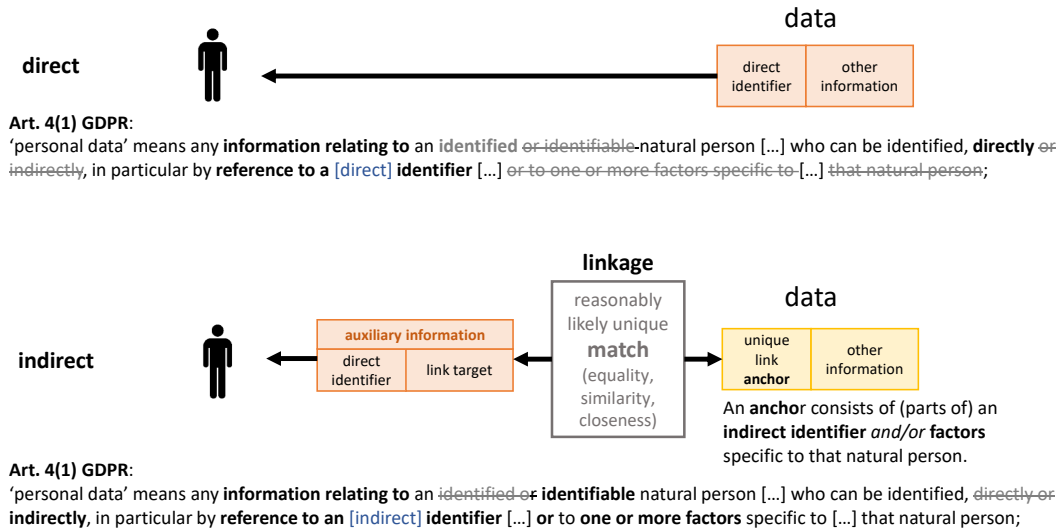 data
direct
direct
identifier
other
information
Art. 4(1) GDPR:
‘personal data’ means any information relating to an identified or identifiable natural person […] who can be identified, directly or
indirectly, in particular by reference to a [direct] identifier […] or to one or more factors specific to […] that natural person;
linkage
data
reasonably
likely unique
match
(equality,
similarity,
closeness)
indirect
auxiliary information
direct
identifier
link target
unique
link
anchor
other
information
An anchor consists of (parts of) an
indirect identifier and/or factors
specific to that natural person.
Art. 4(1) GDPR:
‘personal data’ means any information relating to an identified or identifiable natural person […] who can be identified, directly or
indirectly, in particular by reference to an [indirect] identifier […] or to one or more factors specific to […] that natural person;